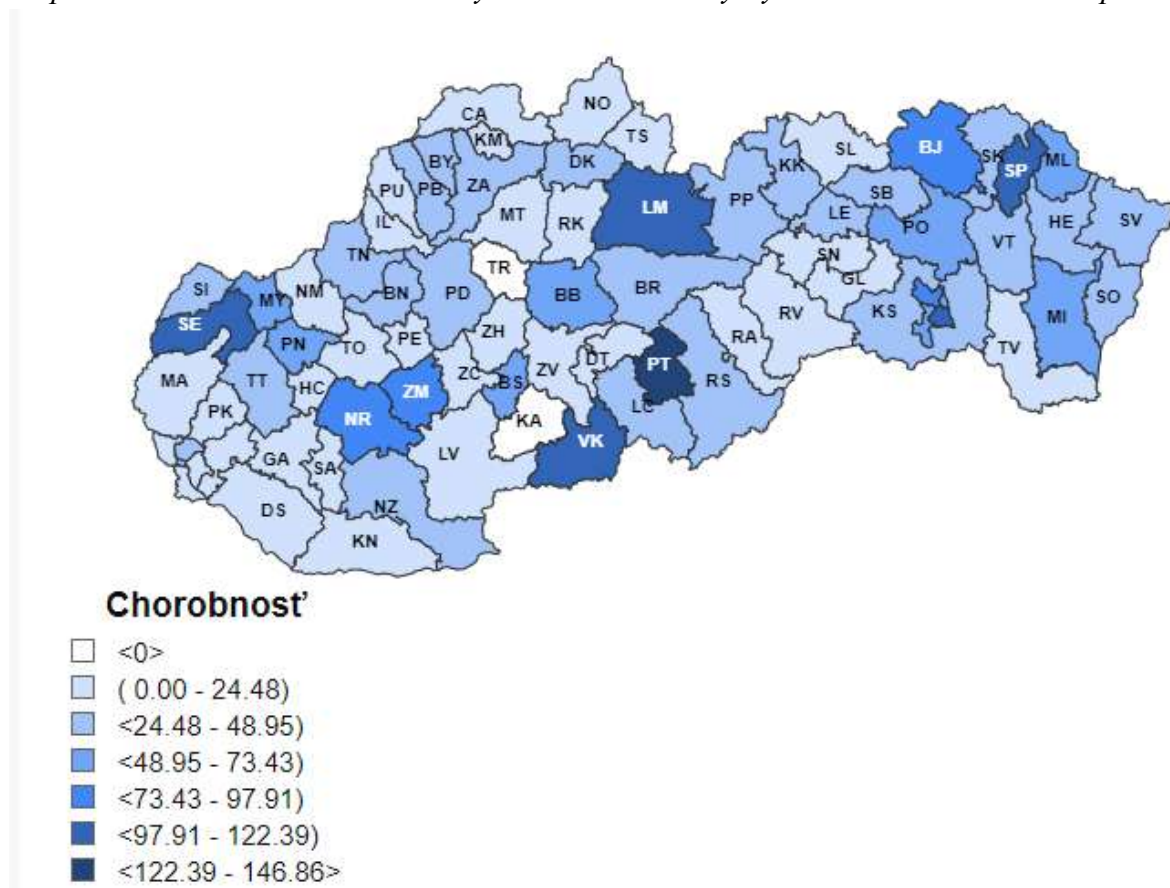 NO
CA
TS
KM
SL
BJ
SK
SP
ML
BY
DK
KK
PU
PB
ZA
PP
SB
LM
HE
SV
IL
MT
RK
LE
PO
VT
TN
SN
TR
GL
SI
MY
NM
BN
PD
BB
BR
SO
SE
KS
MI
RV
PN
TO
PE
ZH
RA
TV
DT
PT
MA
TT
HC
ZM
ZC
BS
ZV
RS
PK
NR
KA
LC
VK
GA
SA
LV
DS
NZ
KN
Chorobnosť
<0>
( 0.00 - 24.48)
<24.48 - 48.95)
<48.95 - 73.43)
<73.43 - 97.91)
<97.91 - 122.39)
<122.39 - 146.86>